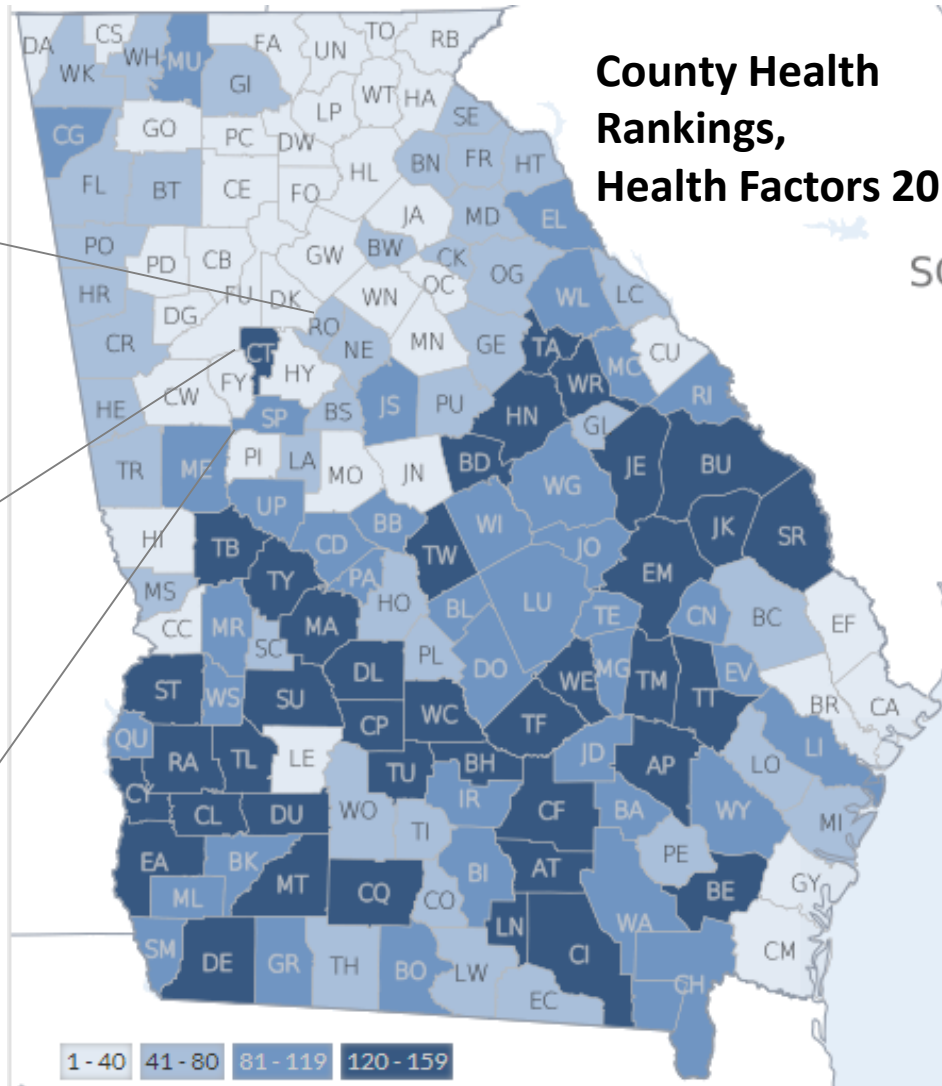 County Health
Rankings,
Health Factors 20
SC
DA
CS
WK
WH
MU
FA
UN
TO
RB
GI
LP
WT
HA
SE
CG
GO
PC
DW
HL
BN
FR
HT
FL
BT
CE
FO
JA
MD
EL
PO
PD
CB
GW
BW
CK
OG
HR
DG
FU
DK
WN
OC
WL
LC
CR
CT
RO
NE
MN
GE
TA
MC
CU
HE
CW
FY
HY
SP
BS
JS
PU
HN
WR
RI
TR
ME
PI
LA
MO
JN
BD
GL
JE
BU
UP
WG
HI
TB
CD
BB
TW
WI
JO
JK
SR
MS
TY
PA
HO
EM
CC
MR
SC
MA
BL
LU
TE
CN
BC
EF
ST
WS
SU
DL
PL
DO
WE
MG
TM
TT
EV
BR
CA
QU
CP
WC
TF
RA
TL
LE
TU
BH
JD
AP
LO
LI
CY
CL
DU
WO
TI
IR
CF
BA
WY
MI
EA
BK
ML
MT
CQ
CO
BI
AT
PE
BE
GY
SM
DE
GR
TH
BO
LW
LN
EC
CI
WA
CH
CM
1 - 40
41 - 80
81 - 119
120 - 159